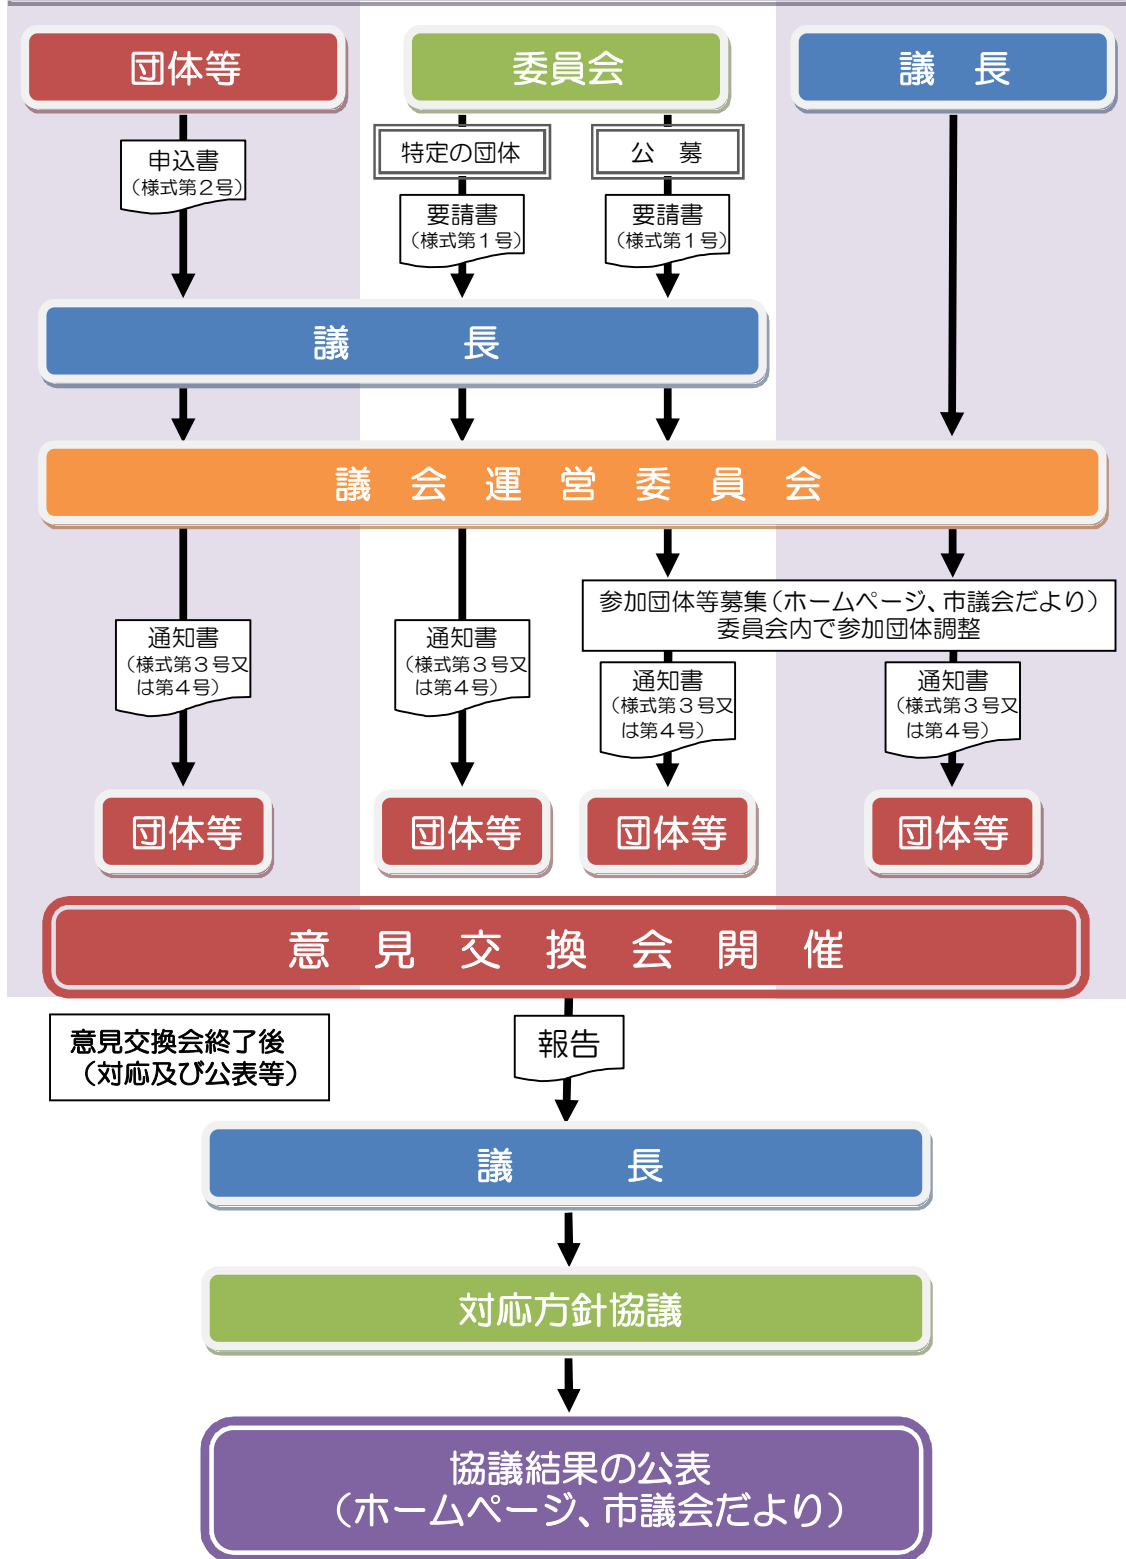 団体等
委員会
議　長
申込書
（様式第２号）
特定の団体
公　募
要請書
（様式第１号）
要請書
（様式第１号）
議　　　長
議　会　運　営　委　員　会
参加団体等募集（ホームページ、市議会だより）
委員会内で参加団体調整
通知書
（様式第３号又
は第４号）
通知書
（様式第３号又
は第４号）
通知書
（様式第３号又
は第４号）
通知書
（様式第３号又
は第４号）
団体等
団体等
団体等
団体等
意　見　交　換　会　開　催
意見交換会終了後
（対応及び公表等）
報告
議　　　長
対応方針協議
協議結果の公表
（ホームページ、市議会だより）